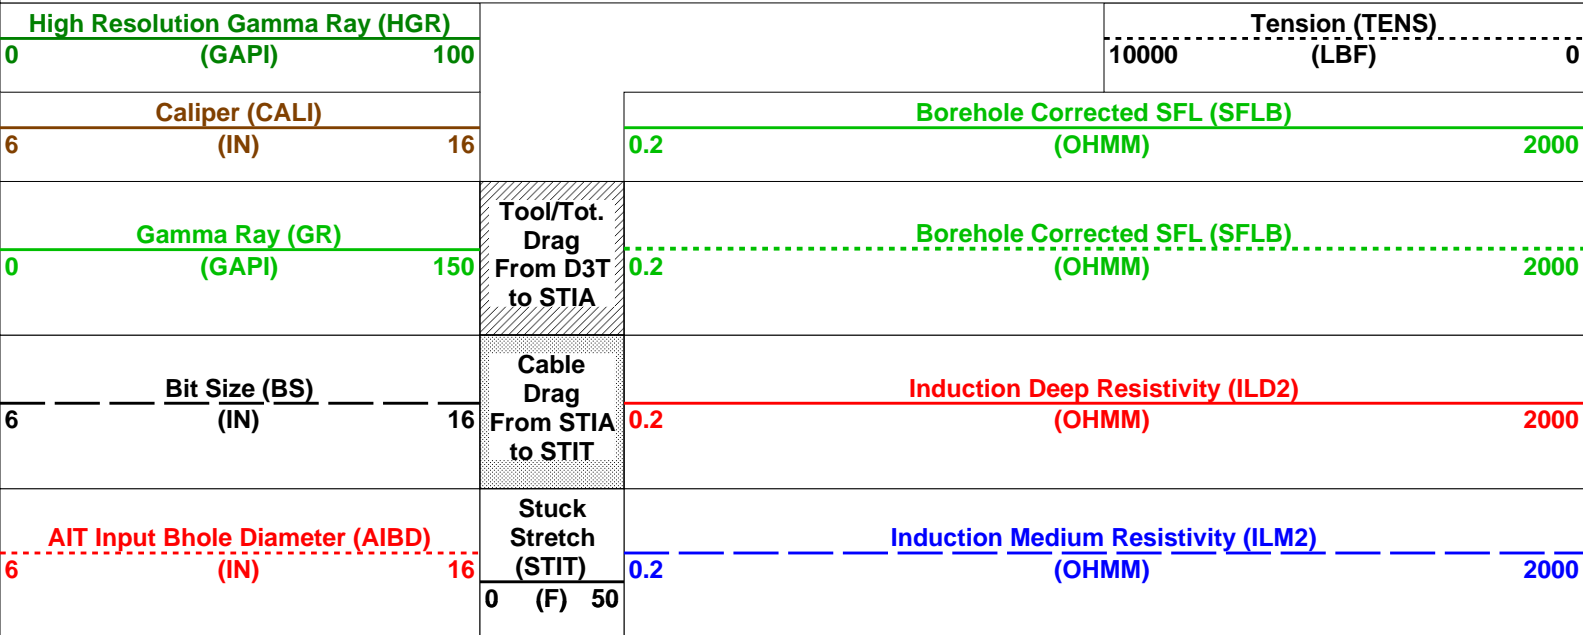 High Resolution Gamma Ray (HGR)
0 (GAPI) 100
Tension (TENS)
10000 (LBF) 0
Caliper (CALI)
6 (IN) 16
Borehole Corrected SFL (SFLB)
0.2 (OHMM) 2000
Gamma Ray (GR)
0 (GAPI) 150
Tool/Tot.
Drag
From D3T
to STIA
Borehole Corrected SFL (SFLB)
0.2 (OHMM) 2000
Bit Size (BS)
6 (IN) 16
Cable
Drag
From STIA
to STIT
Induction Deep Resistivity (ILD2)
0.2 (OHMM) 2000
AIT Input Bhole Diameter (AIBD)
6 (IN) 16
Stuck
Stretch
(STIT)
0 (F) 50
Induction Medium Resistivity (ILM2)
0.2 (OHMM) 2000